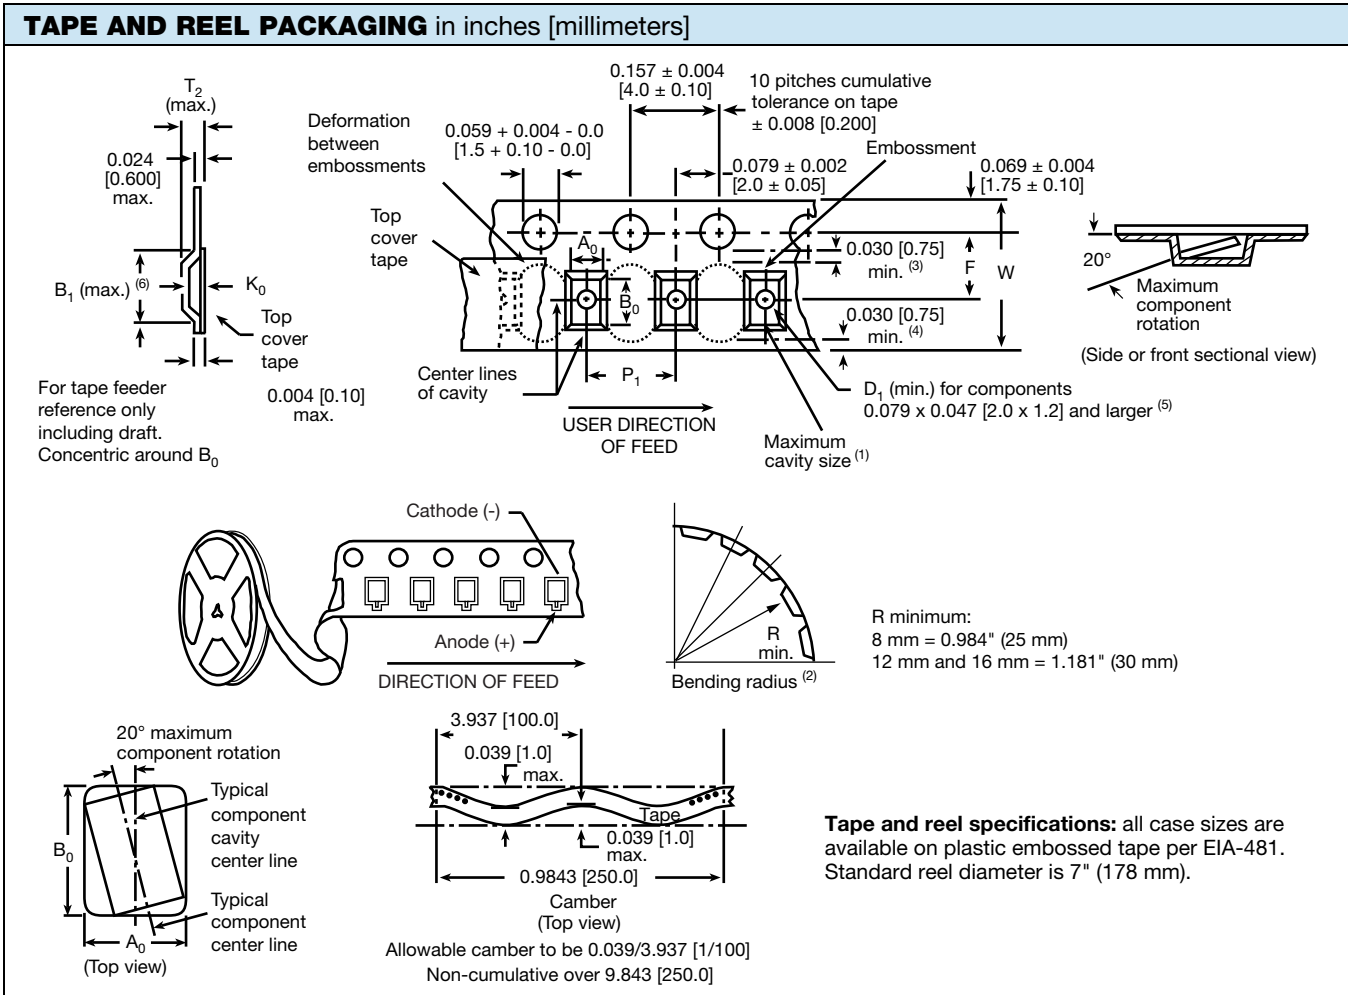 TAPE AND REEL PACKAGING in inches [millimeters]
T2
(max.)
0.024
[0.600]
max.
B1 (max.) (6)
K0
Top
cover
tape
For tape feeder
reference only
including draft.
Concentric around B0
0.004 [0.10]
max.
Deformation
between
embossments
Top
cover
tape
0.059 + 0.004 - 0.0
[1.5 + 0.10 - 0.0]
0.157 ± 0.004
[4.0 ± 0.10]
10 pitches cumulative
tolerance on tape
± 0.008 [0.200]
0.079 ± 0.002
[2.0 ± 0.05]
Embossment
0.069 ± 0.004
[1.75 ± 0.10]
A0
B0
0.030 [0.75]
min. (3)
F
W
0.030 [0.75]
min. (4)
Center lines
of cavity
P1
USER DIRECTION
OF FEED
D1 (min.) for components
0.079 x 0.047 [2.0 x 1.2] and larger (5)
Maximum
cavity size (1)
20°
Maximum
component
rotation
(Side or front sectional view)
Cathode (-)
Anode (+)
DIRECTION OF FEED
R
min.
Bending radius (2)
R minimum:
8 mm = 0.984" (25 mm)
12 mm and 16 mm = 1.181" (30 mm)
20° maximum
component rotation
Typical
component
cavity
center line
B0
Typical
component
center line
A0
(Top view)
3.937 [100.0]
0.039 [1.0]
max.
Tape
0.039 [1.0]
max.
0.9843 [250.0]
Camber
(Top view)
Allowable camber to be 0.039/3.937 [1/100]
Non-cumulative over 9.843 [250.0]
Tape and reel specifications: all case sizes are
available on plastic embossed tape per EIA-481.
Standard reel diameter is 7" (178 mm).